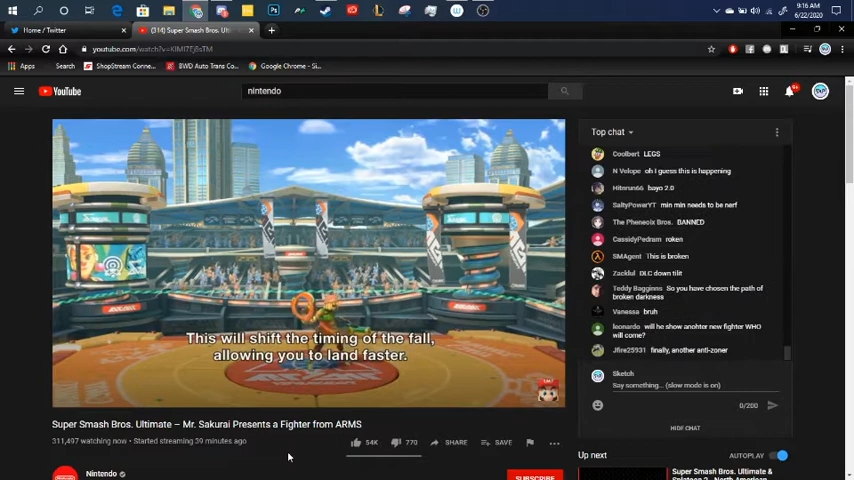 9:16 AM
6/22/2020
Home / Twitter
(314) Super Smash Bros. Ultimate
youtube.com/watch?v=
Apps
Search
ShopStream Conne...
BWD Auto Trans Co...
Google Chrome - Si...
YouTube
nintendo
9+
Top chat
Coolbert LEGS
N Velope oh I guess this is happening
Hitnrun66 bayo 2.0
SaltyPowerYT min min needs to be nerf
The Pheneoix Bros. BANNED
CassidyPedram roken
SMAgent This is broken
Zackful DLC down tilit
Teddy Bagginns So you have chosen the path of
broken darkness
Vanessa bruh
leonardo will he show anohter new fighter WHO
will come?
Jfire25931 finally, another anti-zoner
This will shift the timing of the fall,
allowing you to land faster.
Sketch
Say something... (slow mode is on)
0/200
HIDE CHAT
Super Smash Bros. Ultimate – Mr. Sakurai Presents a Fighter from ARMS
311,497 watching now • Started streaming 39 minutes ago
54K
770
SHARE
SAVE
Up next
AUTOPLAY
Nintendo
SUBSCRIBE
Super Smash Bros. Ultimate &
Splatoon 2 - North American